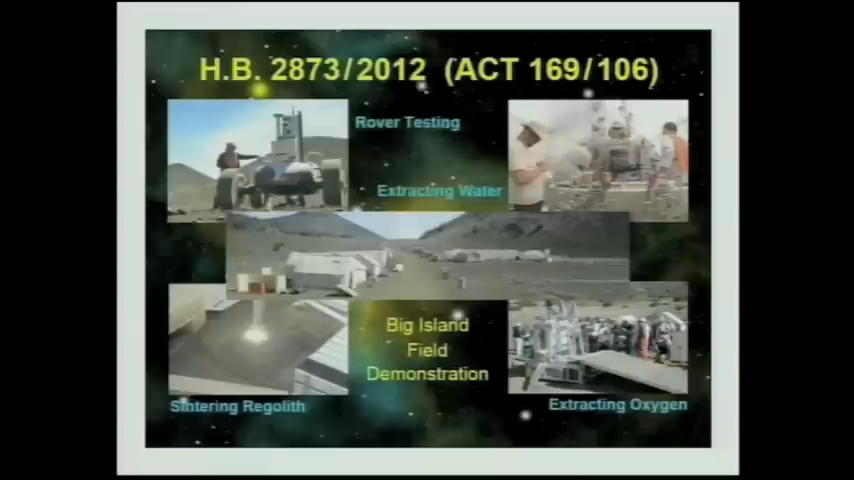 H.B. 2873/2012 (ACT 169/106)
Rover Testing
Extracting Water
Big Island
Field
Demonstration
Sintering Regolith
Extracting Oxygen